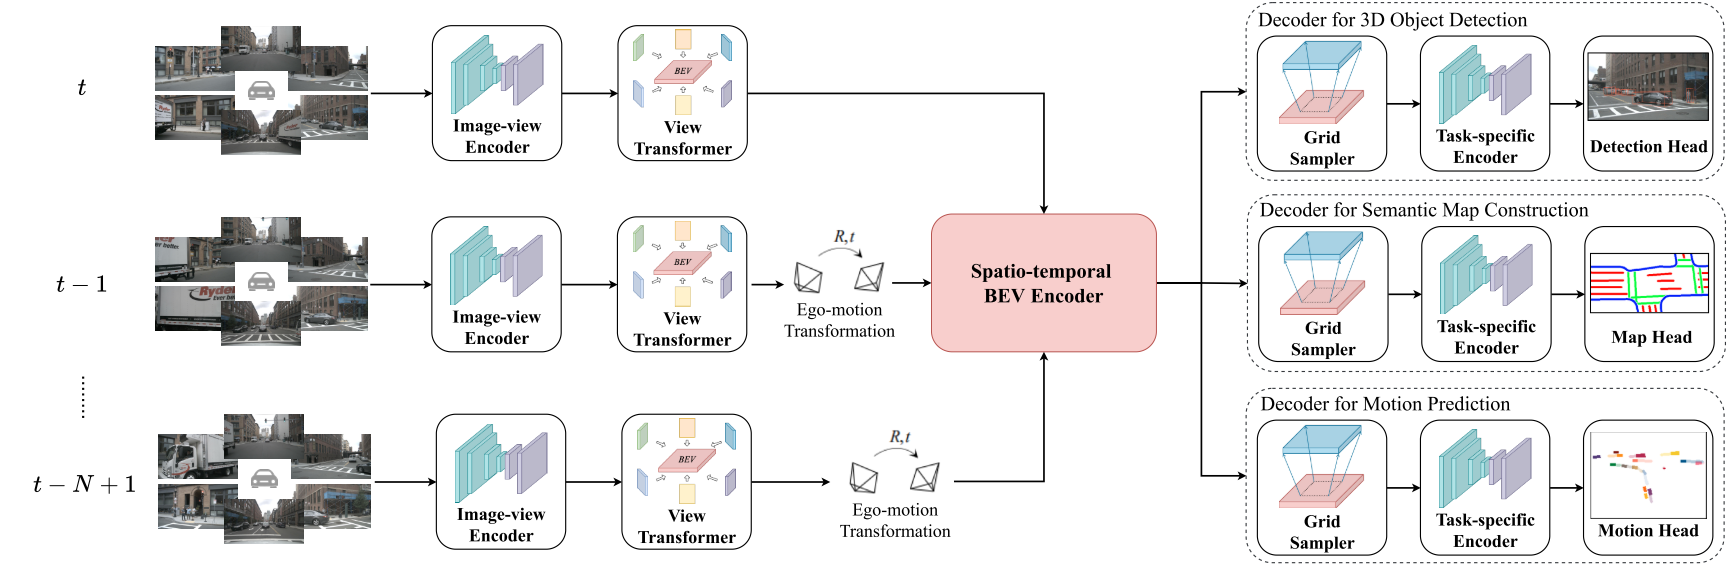 t
Image-view
Encoder
BEV
View
Transformer
t − 1
Image-view
Encoder
BEV
View
Transformer
R, t
Ego-motion
Transformation
t − N + 1
Image-view
Encoder
BEV
View
Transformer
R, t
Ego-motion
Transformation
Spatio-temporal
BEV Encoder
Decoder for 3D Object Detection
Grid
Sampler
Task-specific
Encoder
Detection Head
Decoder for Semantic Map Construction
Grid
Sampler
Task-specific
Encoder
Map Head
Decoder for Motion Prediction
Grid
Sampler
Task-specific
Encoder
Motion Head